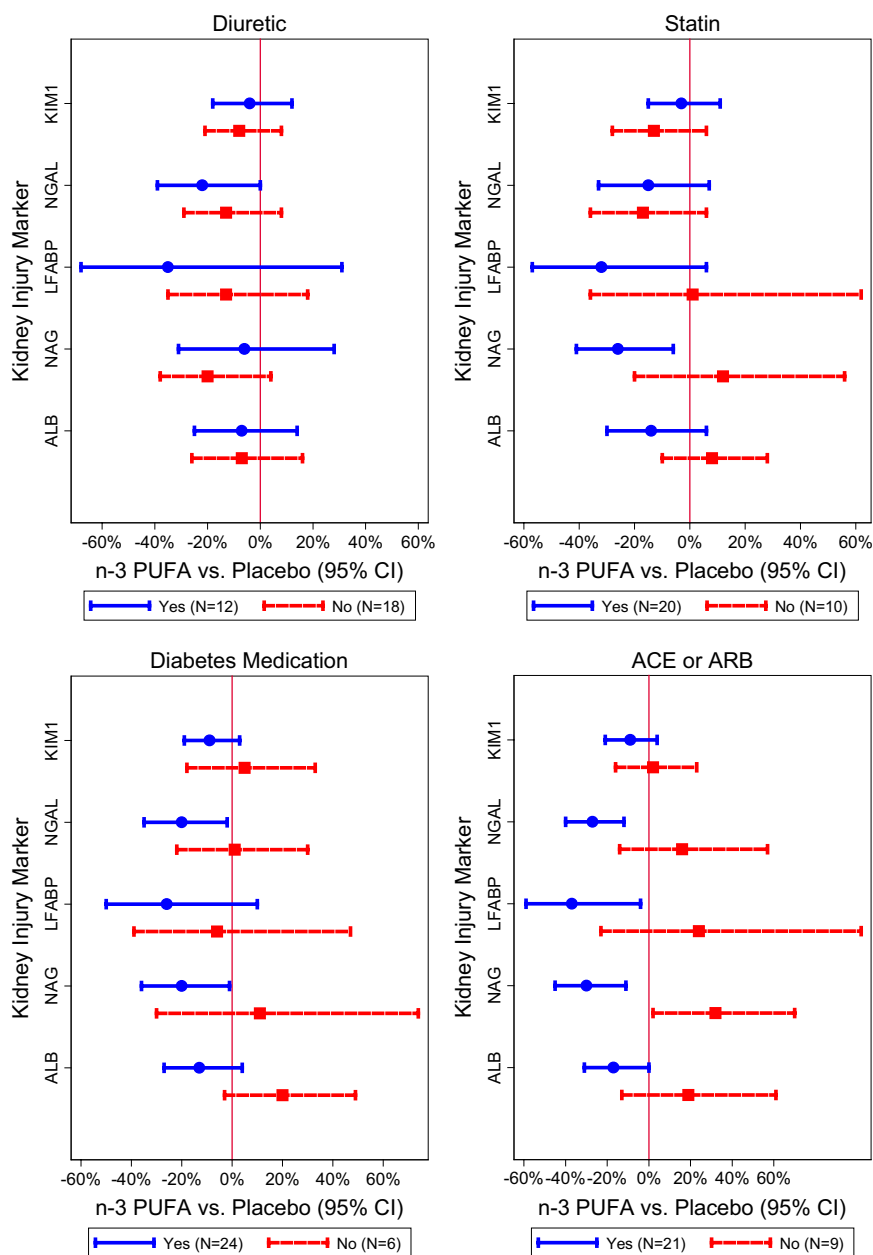 Diuretic
Kidney Injury Marker
KIM1
NGAL
LFABP
NAG
ALB
-60% -40% -20% 0% 20% 40% 60%
n-3 PUFA vs. Placebo (95% CI)
Yes (N=12) No (N=18)
Statin
Kidney Injury Marker
KIM1
NGAL
LFABP
NAG
ALB
-60% -40% -20% 0% 20% 40% 60%
n-3 PUFA vs. Placebo (95% CI)
Yes (N=20) No (N=10)
Diabetes Medication
Kidney Injury Marker
KIM1
NGAL
LFABP
NAG
ALB
-60% -40% -20% 0% 20% 40% 60%
n-3 PUFA vs. Placebo (95% CI)
Yes (N=24) No (N=6)
ACE or ARB
Kidney Injury Marker
KIM1
NGAL
LFABP
NAG
ALB
-60% -40% -20% 0% 20% 40% 60%
n-3 PUFA vs. Placebo (95% CI)
Yes (N=21) No (N=9)